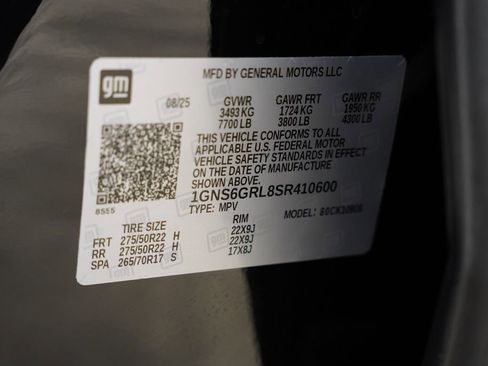 gm
MFD BY GENERAL MOTORS LLC
08/25 GVWR GAWR FRT GAWR RR
3493 KG 1724 KG 1950 KG
7700 LB 3800 LB 4300 LB
THIS VEHICLE CONFORMS TO ALL
APPLICABLE U.S. FEDERAL MOTOR
VEHICLE SAFETY STANDARDS IN EFFECT
ON THE DATE OF MANUFACTURE
SHOWN ABOVE.
1GNS6GRL8SR410600
8555 TYPE: MPV MODEL:
TIRE SIZE RIM
FRT 275/50R22 H 22X9J
RR 275/50R22 H 22X9J
SPA 265/70R17 S 17X8J